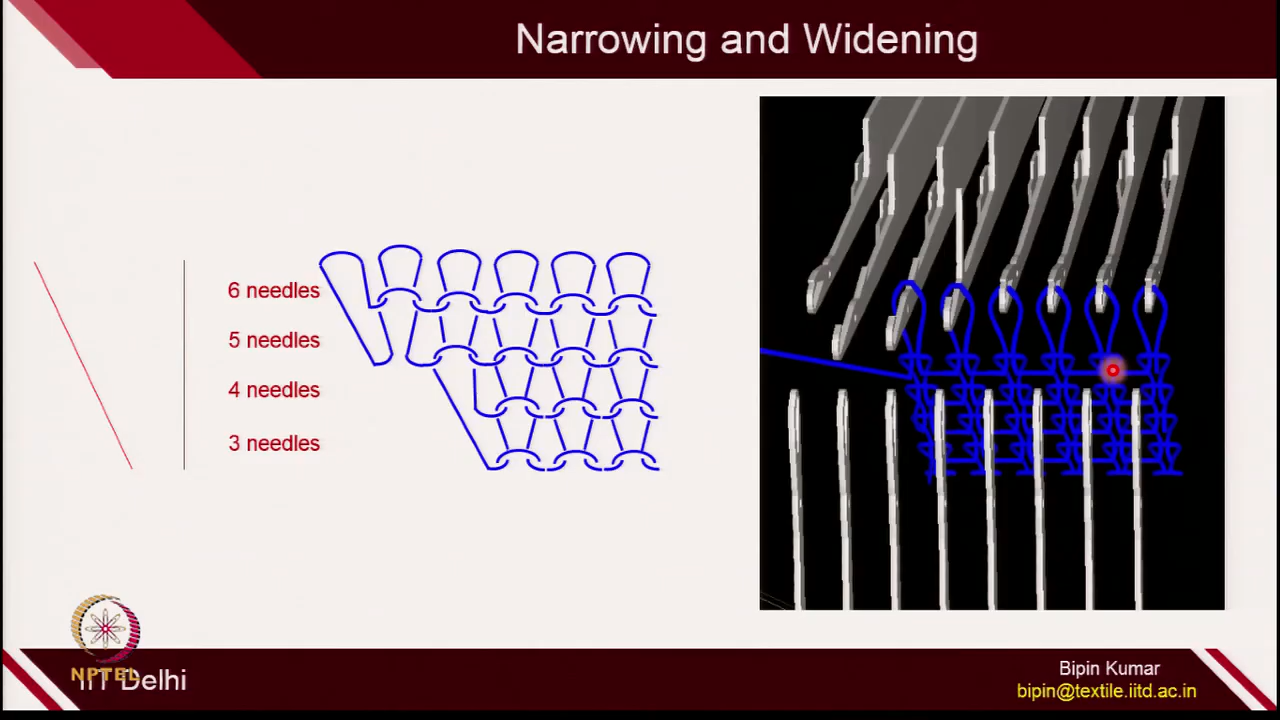 Narrowing and Widening
6 needles
5 needles
4 needles
3 needles
NPTEL
IIT Delhi
Bipin Kumar
bipin@textile.iitd.ac.in